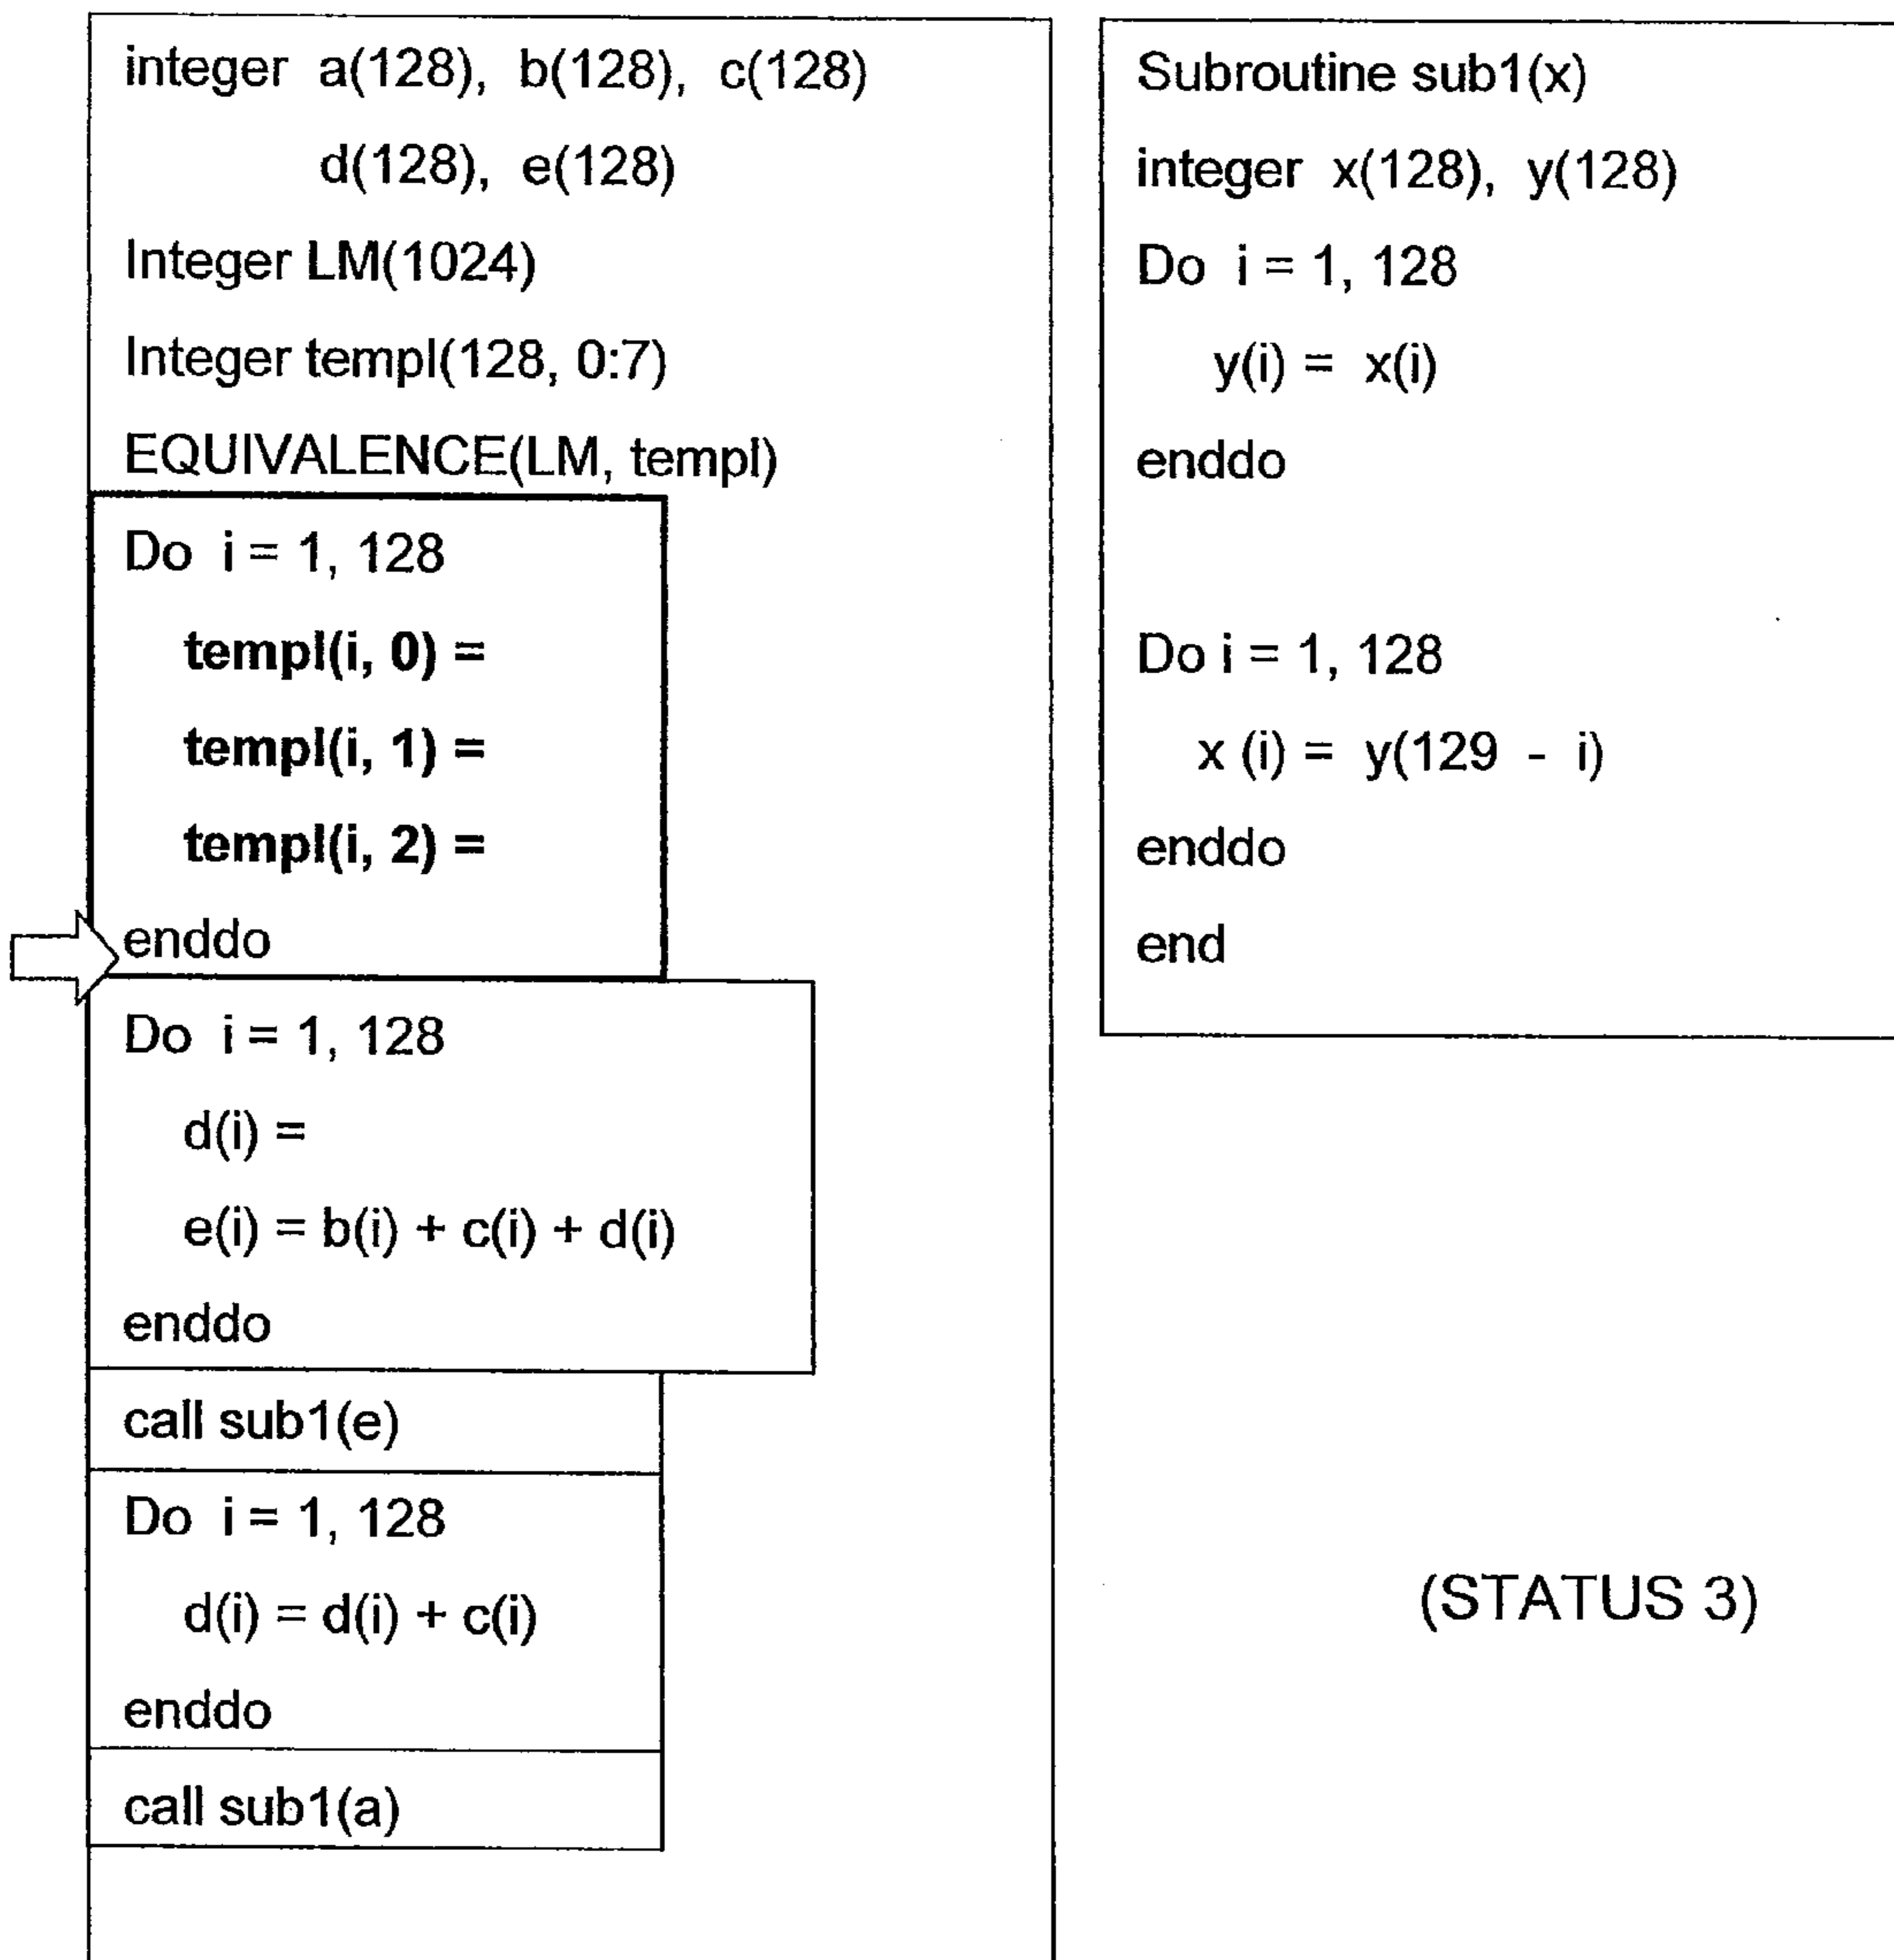 integer a(128), b(128), c(128)
d(128), e(128)
Integer LM(1024)
Integer templ(128, 0:7)
EQUIVALENCE(LM, templ)
Do i = 1, 128
templ(i, 0) =
templ(i, 1) =
templ(i, 2) =
enddo
Do i = 1, 128
d(i) =
e(i) = b(i) + c(i) + d(i)
enddo
call sub1(e)
Do i = 1, 128
d(i) = d(i) + c(i)
enddo
call sub1(a)
Subroutine sub1(x)
integer x(128), y(128)
Do i = 1, 128
y(i) = x(i)
enddo
Do i = 1, 128
x (i) = y(129 - i)
enddo
end
(STATUS 3)